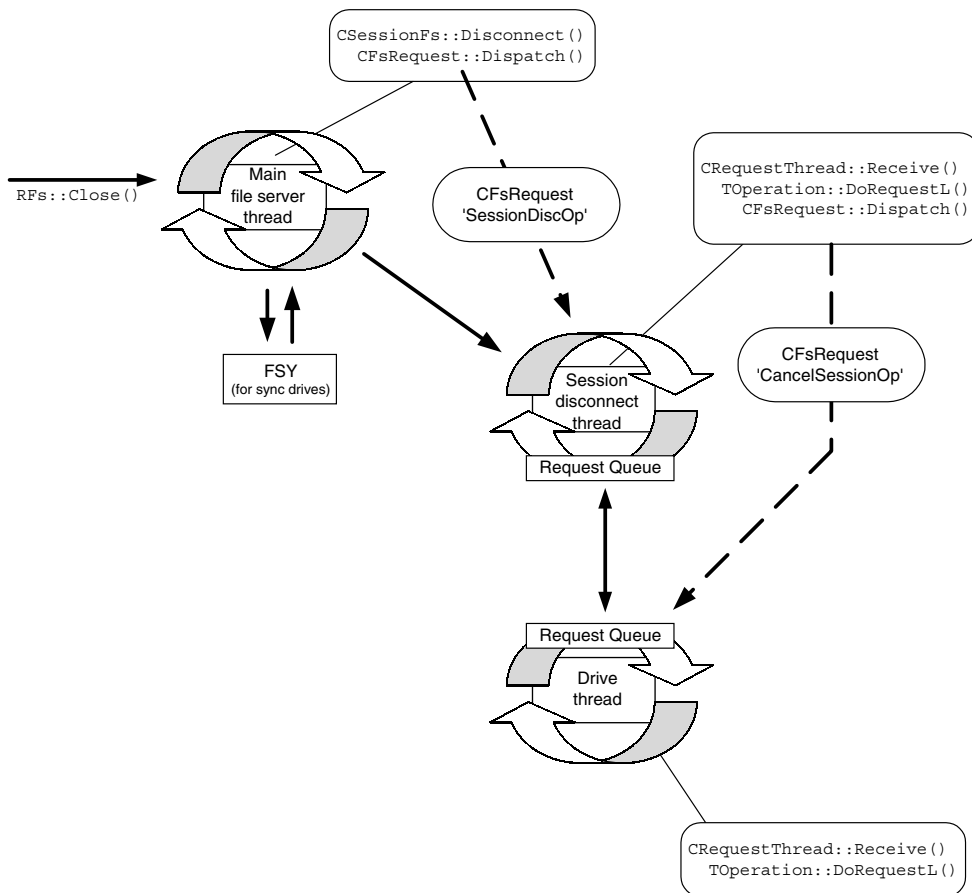 CSessionFs::Disconnect()
CFsRequest::Dispatch()
CRequestThread::Receive()
TOperation::DoRequestL()
CFsRequest::Dispatch()
RFs::Close()
Main
file server
thread
CFsRequest
'SessionDiscOp'
FSY
(for sync drives)
Session
disconnect
thread
Request Queue
CFsRequest
'CancelSessionOp'
Request Queue
Drive
thread
CRequestThread::Receive()
TOperation::DoRequestL()